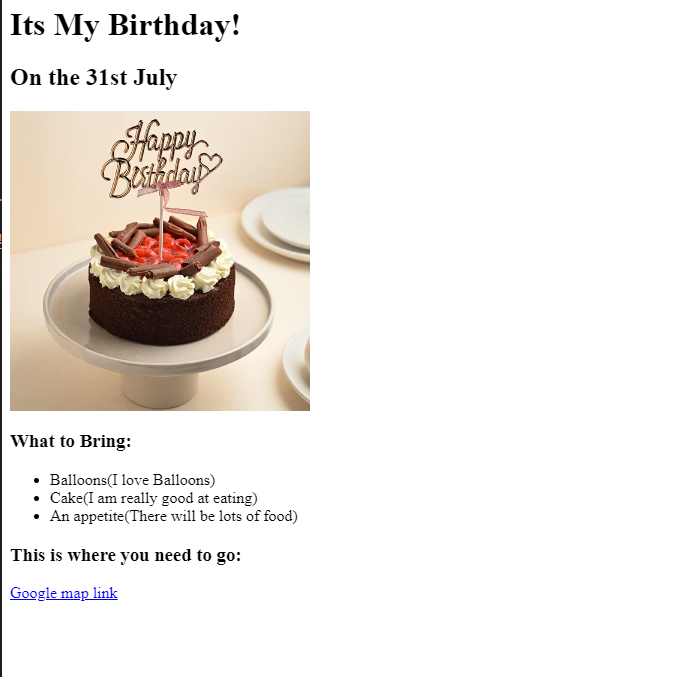 Its My Birthday!
On the 31st July
Happy
Birthday
What to Bring:
Balloons(I love Balloons)
Cake(I am really good at eating)
An appetite(There will be lots of food)
This is where you need to go:
Google map link